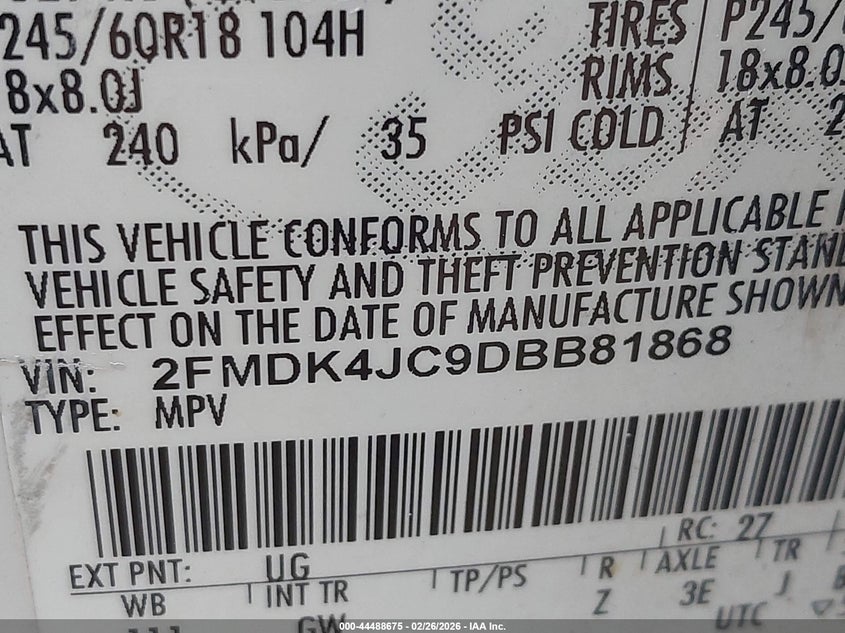 245/60R18 104H TIRES P245/
8x8.0J RIMS 18x8.0
AT 240 kPa/ 35 PSI COLD AT 2
THIS VEHICLE CONFORMS TO ALL APPLICABLE
VEHICLE SAFETY AND THEFT PREVENTION STAN
EFFECT ON THE DATE OF MANUFACTURE SHOWN
VIN: 2FMDK4JC9DBB81868
TYPE: MPV
RC: 27
EXT PNT: UG
WB INT TR TP/PS R AXLE TR
Z 3E J
GW UTC
000-44488675 - 02/26/2026 - IAA Inc.